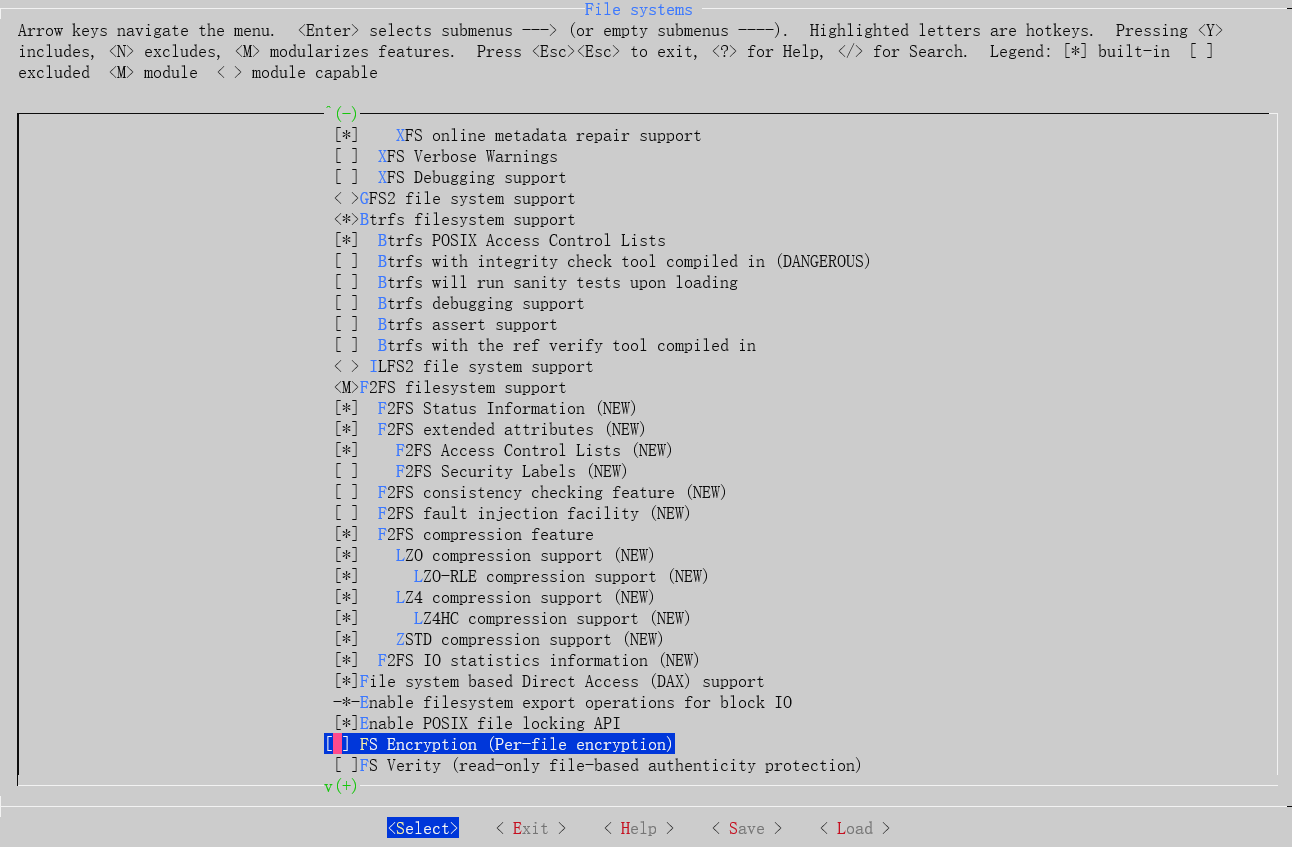 File systems
Arrow keys navigate the menu.  <Enter> selects submenus ---> (or empty submenus ----).  Highlighted letters are hotkeys.  Pressing <Y>
includes, <N> excludes, <M> modularizes features.  Press <Esc><Esc> to exit, <?> for Help, </> for Search.  Legend: [*] built-in  [ ]
excluded  <M> module  < > module capable
^(-)
[*]    XFS online metadata repair support
[ ]  XFS Verbose Warnings
[ ]  XFS Debugging support
< >GFS2 file system support
<*>Btrfs filesystem support
[*]  Btrfs POSIX Access Control Lists
[ ]  Btrfs with integrity check tool compiled in (DANGEROUS)
[ ]  Btrfs will run sanity tests upon loading
[ ]  Btrfs debugging support
[ ]  Btrfs assert support
[ ]  Btrfs with the ref verify tool compiled in
< > ILFS2 file system support
<M>F2FS filesystem support
[*]  F2FS Status Information (NEW)
[*]  F2FS extended attributes (NEW)
[*]    F2FS Access Control Lists (NEW)
[ ]    F2FS Security Labels (NEW)
[ ]  F2FS consistency checking feature (NEW)
[ ]  F2FS fault injection facility (NEW)
[*]  F2FS compression feature
[*]    LZO compression support (NEW)
[*]      LZO-RLE compression support (NEW)
[*]    LZ4 compression support (NEW)
[*]      LZ4HC compression support (NEW)
[*]    ZSTD compression support (NEW)
[*]  F2FS IO statistics information (NEW)
[*]File system based Direct Access (DAX) support
-*-Enable filesystem export operations for block IO
[*]Enable POSIX file locking API
[ ] FS Encryption (Per-file encryption)
[ ]FS Verity (read-only file-based authenticity protection)
v(+)
<Select>    < Exit >    < Help >    < Save >    < Load >